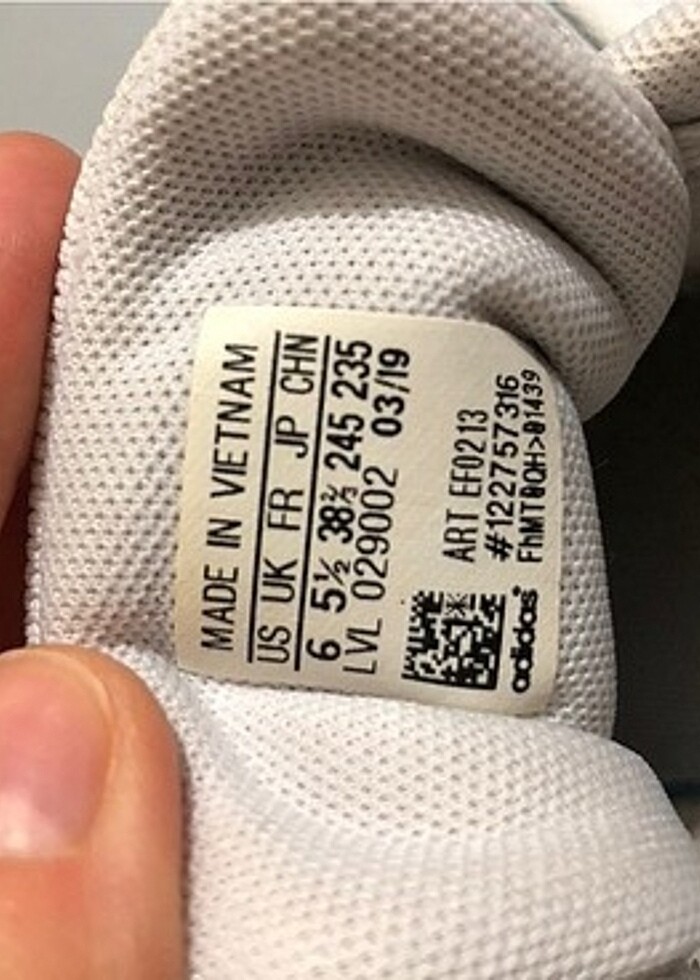 MADE IN VIETNAM
US UK FR JP CHN
6 5½ 38⅔ 245 235
LVL 029002 03/19
ART EF0213
#122757316
FhMT0QH>01439
adidas